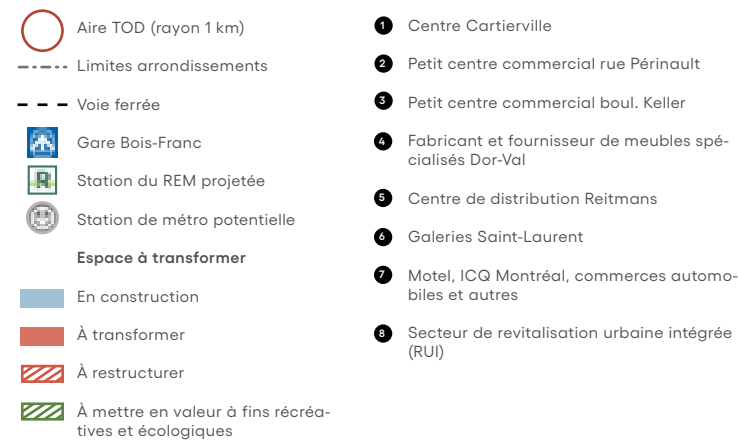 Aire TOD (rayon 1 km)
Limites arrondissements
Voie ferrée
Gare Bois-Franc
R
Station du REM projetée
Station de métro potentielle
Espace à transformer
En construction
À transformer
À restructurer
À mettre en valeur à fins récréa-
tives et écologiques
1 Centre Cartierville
2 Petit centre commercial rue Périnault
3 Petit centre commercial boul. Keller
4 Fabricant et fournisseur de meubles spé-
cialisés Dor-Val
5 Centre de distribution Reitmans
6 Galeries Saint-Laurent
7 Motel, ICQ Montréal, commerces automo-
biles et autres
8 Secteur de revitalisation urbaine intégrée
(RUI)